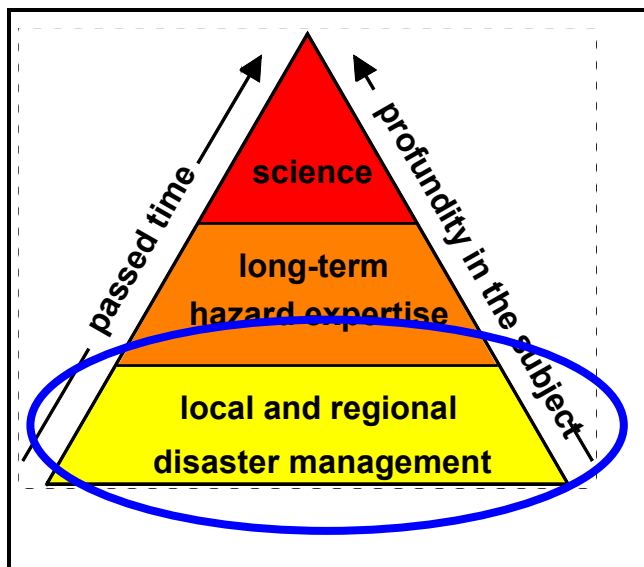 science
long-term
hazard expertise
local and regional
disaster management
passed time
profundity in the subject